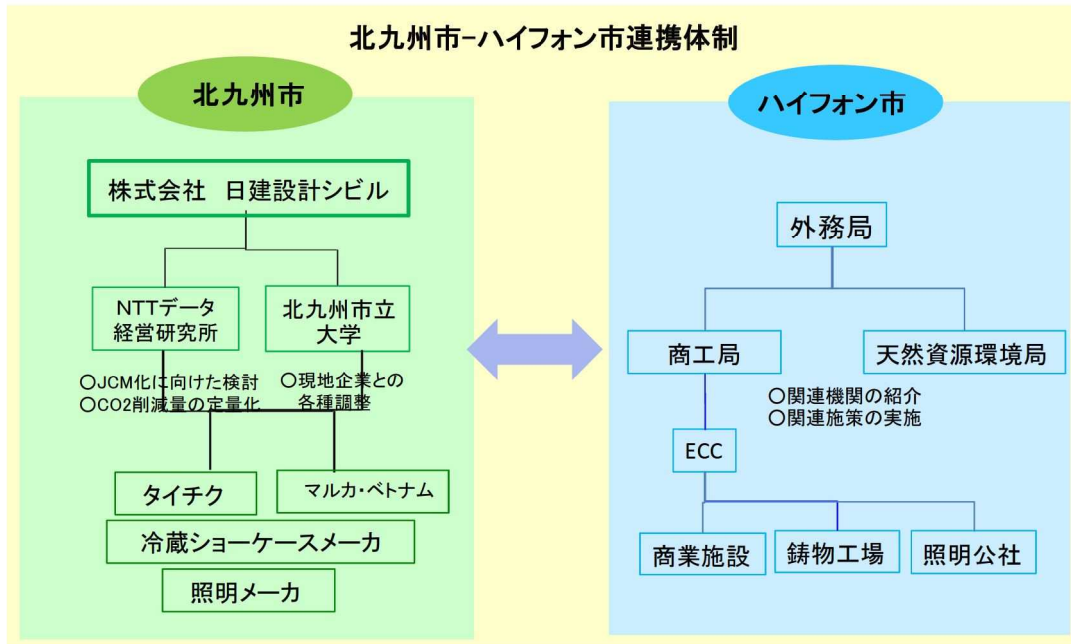 北九州市-ハイフォン市連携体制
北九州市
株式会社 日建設計シビル
NTTデータ
経営研究所
北九州市立
大学
〇JCM化に向けた検討
〇CO2削減量の定量化
〇現地企業との
各種調整
タイチク
マルカ・ベトナム
冷蔵ショーケースメーカ
照明メーカ
ハイフォン市
外務局
商工局
天然資源環境局
〇関連機関の紹介
〇関連施策の実施
ECC
商業施設
鋳物工場
照明公社